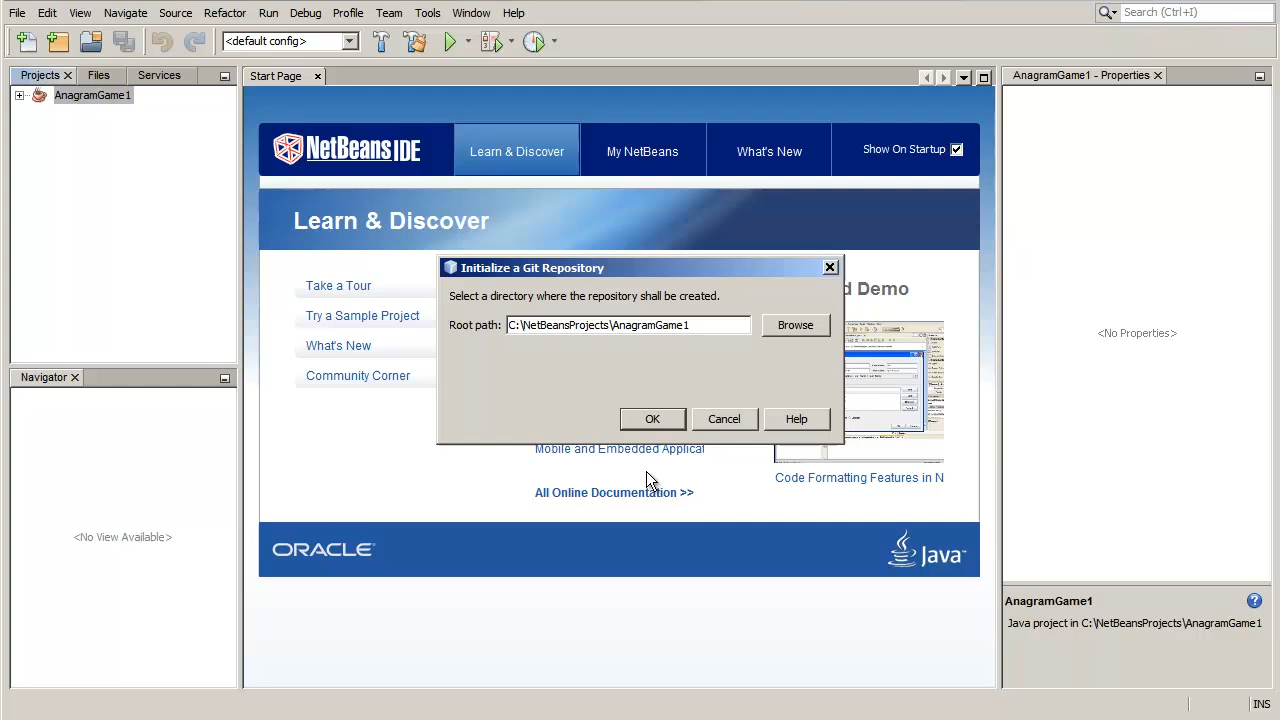 File Edit View Navigate Source Refactor Run Debug Profile Team Tools Window Help
Search (Ctrl+I)
<default config>
Projects Files Services
AnagramGame1
Navigator
<No View Available>
Start Page
NetBeans IDE
Learn & Discover
My NetBeans
What's New
Show On Startup
Learn & Discover
Take a Tour
Try a Sample Project
What's New
Community Corner
d Demo
Initialize a Git Repository
Select a directory where the repository shall be created.
Root path: C:\NetBeansProjects\AnagramGame1 Browse
OK Cancel Help
Mobile and Embedded Applicat
All Online Documentation >>
Code Formatting Features in N
ORACLE
Java
AnagramGame1 - Properties
<No Properties>
AnagramGame1
Java project in C:\NetBeansProjects\AnagramGame1
INS